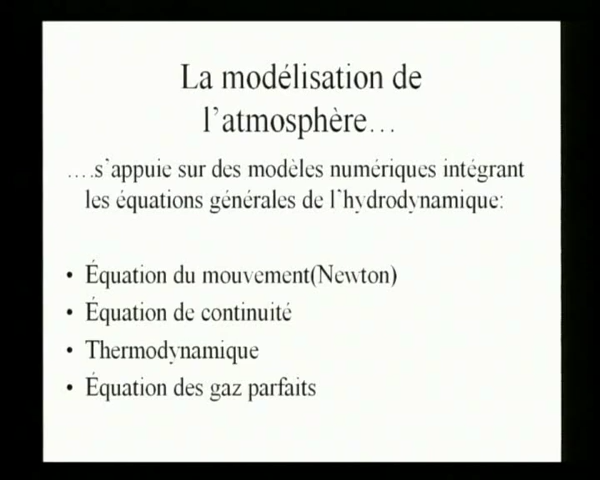 La modélisation de
l'atmosphère…
….s'appuie sur des modèles numériques intégrant
les équations générales de l'hydrodynamique:
• Équation du mouvement(Newton)
• Équation de continuité
• Thermodynamique
• Équation des gaz parfaits